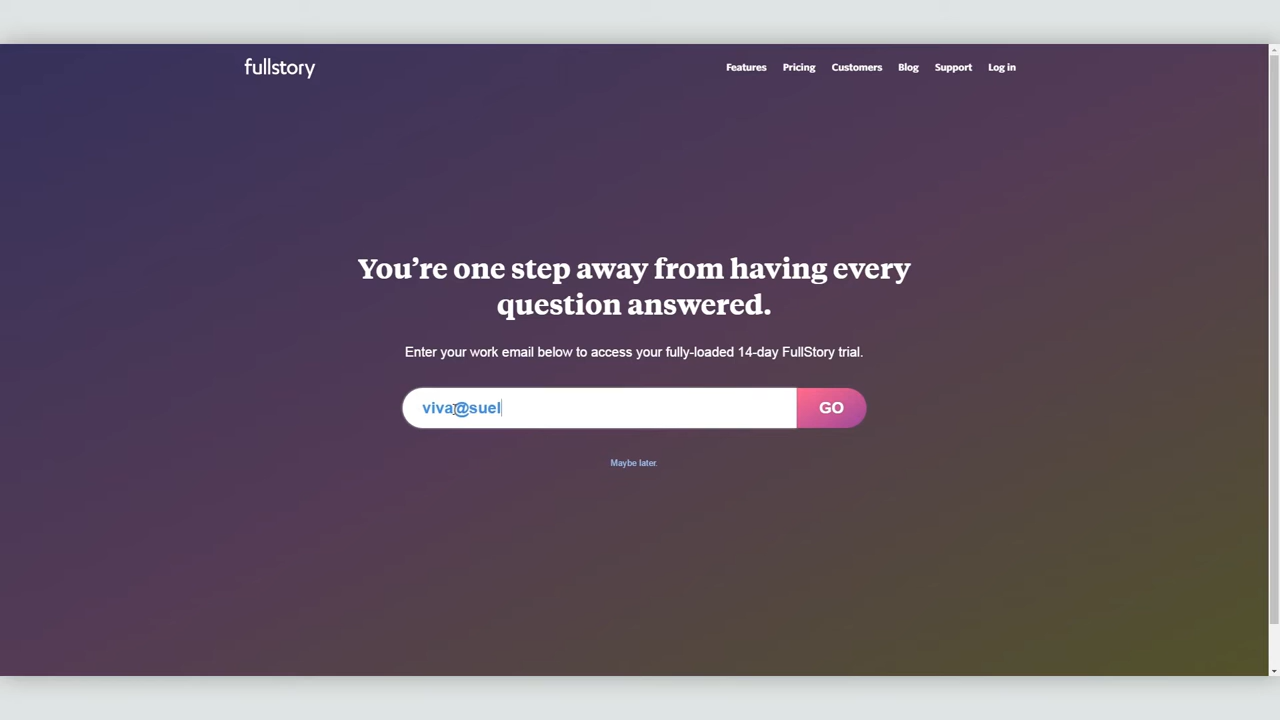 fullstory
Features Pricing Customers Blog Support Log in
You’re one step away from having every
question answered.
Enter your work email below to access your fully-loaded 14-day FullStory trial.
viva@suel
GO
Maybe later.